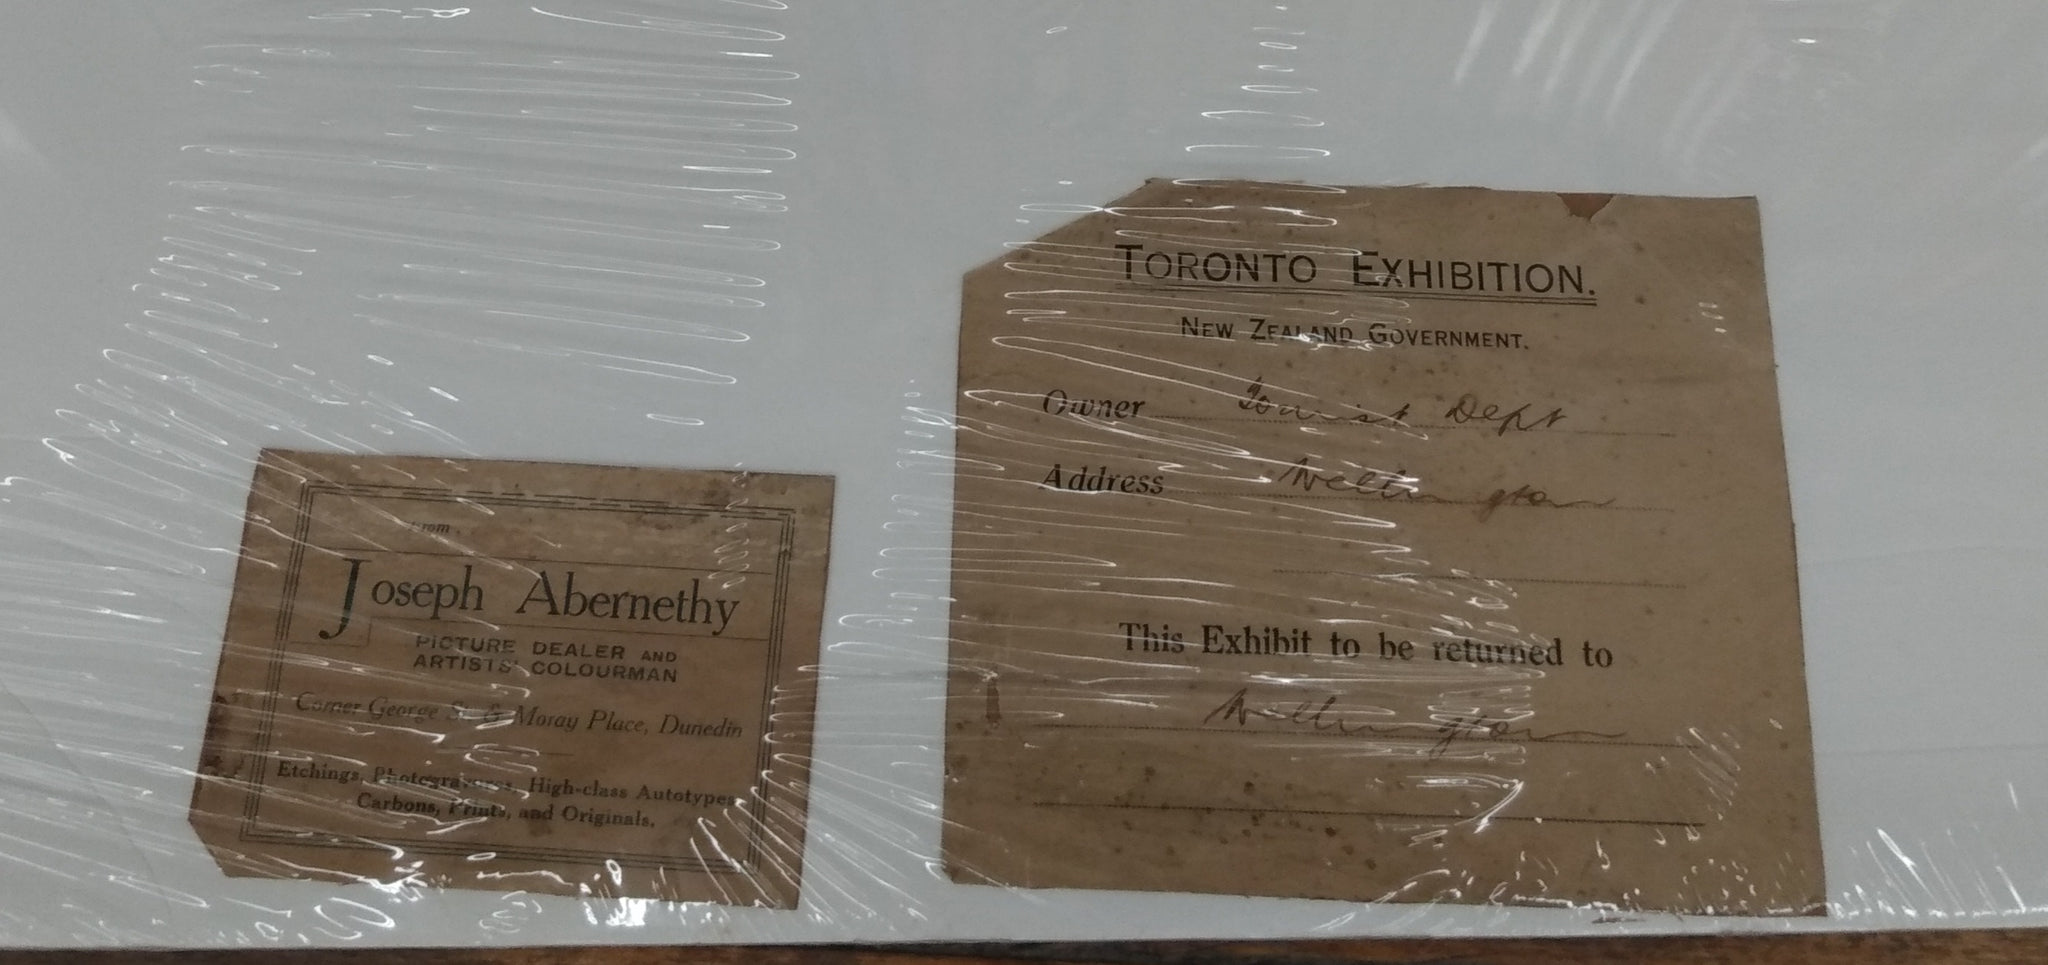 From
Joseph Abernethy
PICTURE DEALER AND
ARTISTS' COLOURMAN
Corner George St. & Moray Place, Dunedin
Etchings, Photogravures, High-class Autotypes,
Carbons, Prints, and Originals.
TORONTO EXHIBITION.
NEW ZEALAND GOVERNMENT.
Owner Tourist Dept
Address Wellington
This Exhibit to be returned to
Wellington